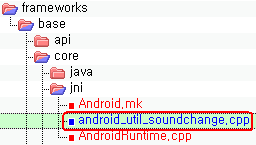 frameworks
base
api
core
java
jni
Android.mk
android_util_soundchange.cpp
AndroidRuntime.cpp